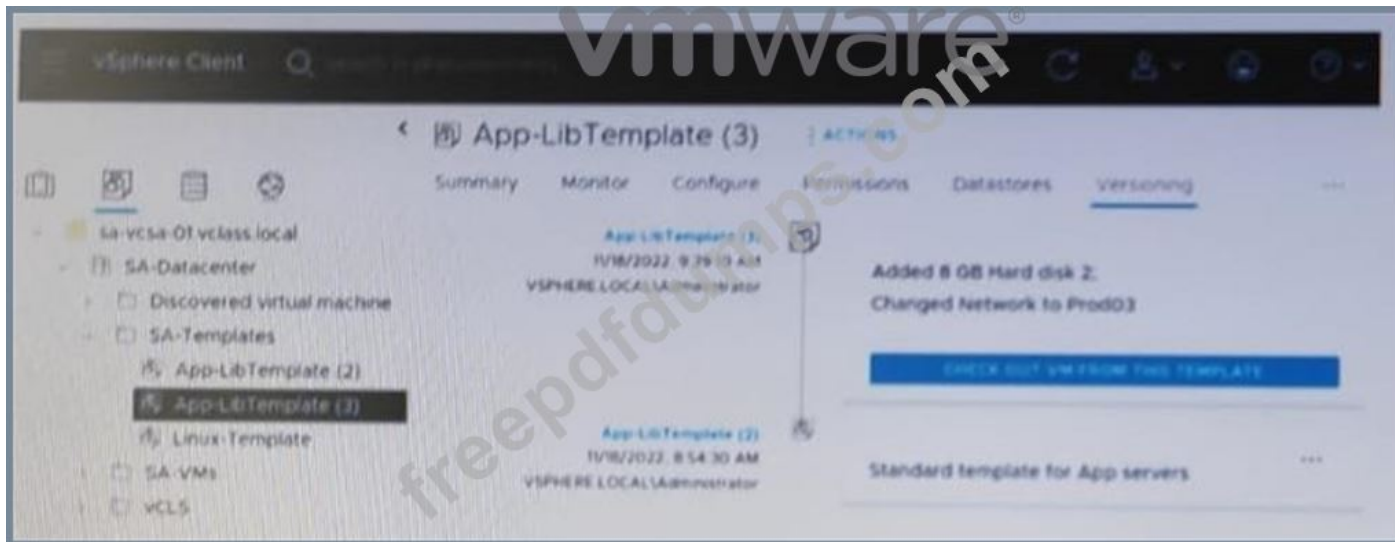 vmware®
vSphere Client
App-LibTemplate (3)
ACTIONS
Summary Monitor Configure Permissions Datastores Versioning
sa-vcsa-01.vclass.local
SA-Datacenter
Discovered virtual machine
SA-Templates
App-LibTemplate (2)
App-LibTemplate (3)
Linux-Template
SA-VMs
vCLS
App-LibTemplate (3)
11/18/2022
VSPHERE.LOCAL\Administrator
Added 8 GB Hard disk 2.
Changed Network to Prod03
CHECK OUT VM FROM THIS TEMPLATE
App-LibTemplate (2)
11/18/2022, 8:54:30 AM
VSPHERE.LOCAL\Administrator
Standard template for App servers
freepdfdumps.com